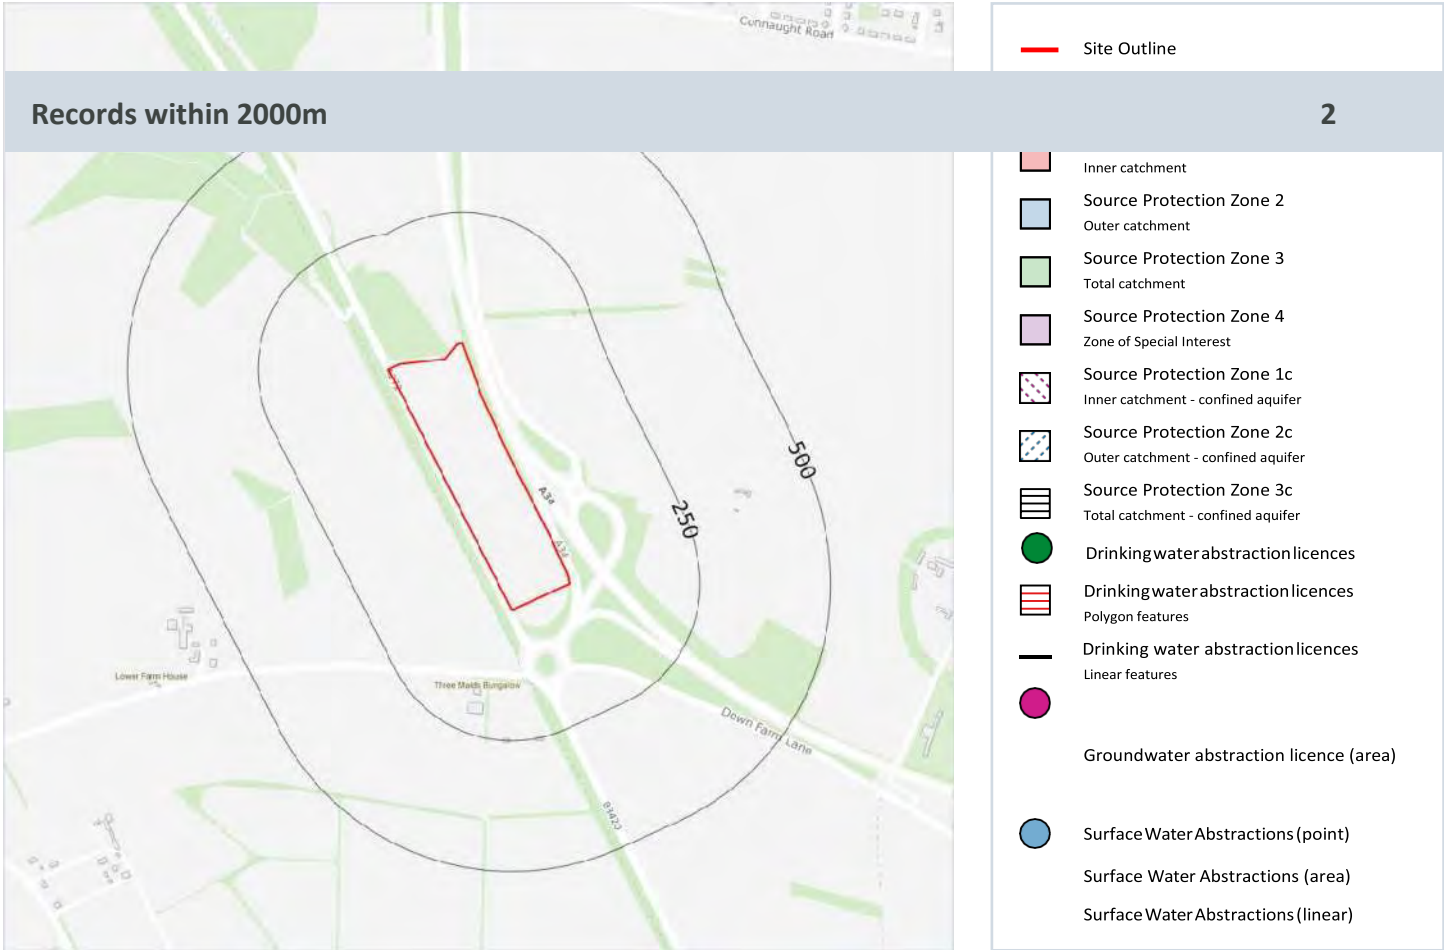 Connaught Road
Records within 2000m 2
500
250
A34
A34
Lower Farm House
Three Maids Bungalow
Down Farm Lane
B3420
Site Outline
Inner catchment
Source Protection Zone 2
Outer catchment
Source Protection Zone 3
Total catchment
Source Protection Zone 4
Zone of Special Interest
Source Protection Zone 1c
Inner catchment - confined aquifer
Source Protection Zone 2c
Outer catchment - confined aquifer
Source Protection Zone 3c
Total catchment - confined aquifer
Drinking water abstraction licences
Drinking water abstraction licences
Polygon features
Drinking water abstraction licences
Linear features
Groundwater abstraction licence (area)
Surface Water Abstractions (point)
Surface Water Abstractions (area)
Surface Water Abstractions (linear)